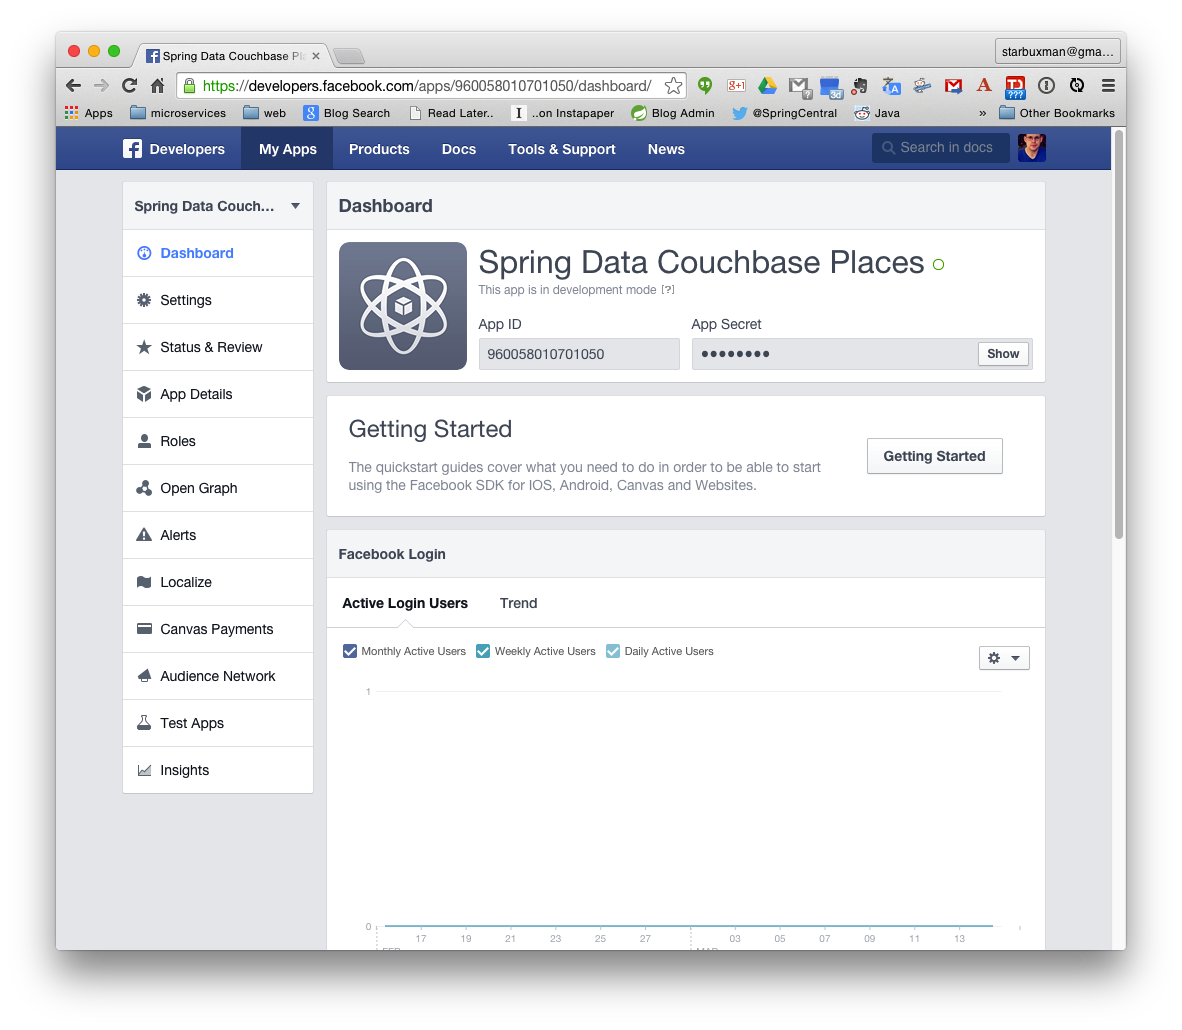 Spring Data Couchbase Pl
starbuxman@gma...
https://developers.facebook.com/apps/960058010701050/dashboard/
Apps
microservices
web
Blog Search
Read Later..
..on Instapaper
Blog Admin
@SpringCentral
Java
»
Other Bookmarks
Developers
My Apps
Products
Docs
Tools & Support
News
Search in docs
Spring Data Couch...
Dashboard
Settings
Status & Review
App Details
Roles
Open Graph
Alerts
Localize
Canvas Payments
Audience Network
Test Apps
Insights
Dashboard
Spring Data Couchbase Places
This app is in development mode [?]
App ID
App Secret
960058010701050
●●●●●●●●
Show
Getting Started
The quickstart guides cover what you need to do in order to be able to start
using the Facebook SDK for IOS, Android, Canvas and Websites.
Getting Started
Facebook Login
Active Login Users
Trend
Monthly Active Users
Weekly Active Users
Daily Active Users
1
0
17 19 21 23 25 27 03 05 07 09 11 13